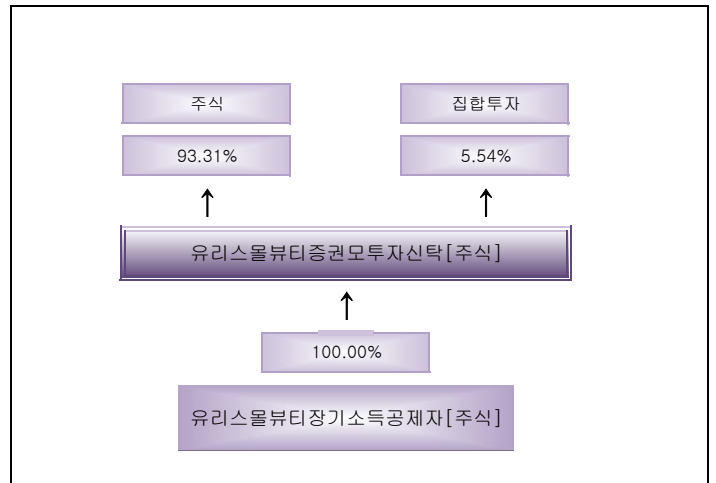 주식 집합투자
93.31% 5.54%
↑ ↑
유리스몰뷰티증권모투자신탁[주식]
↑
100.00%
유리스몰뷰티장기소득공제자[주식]